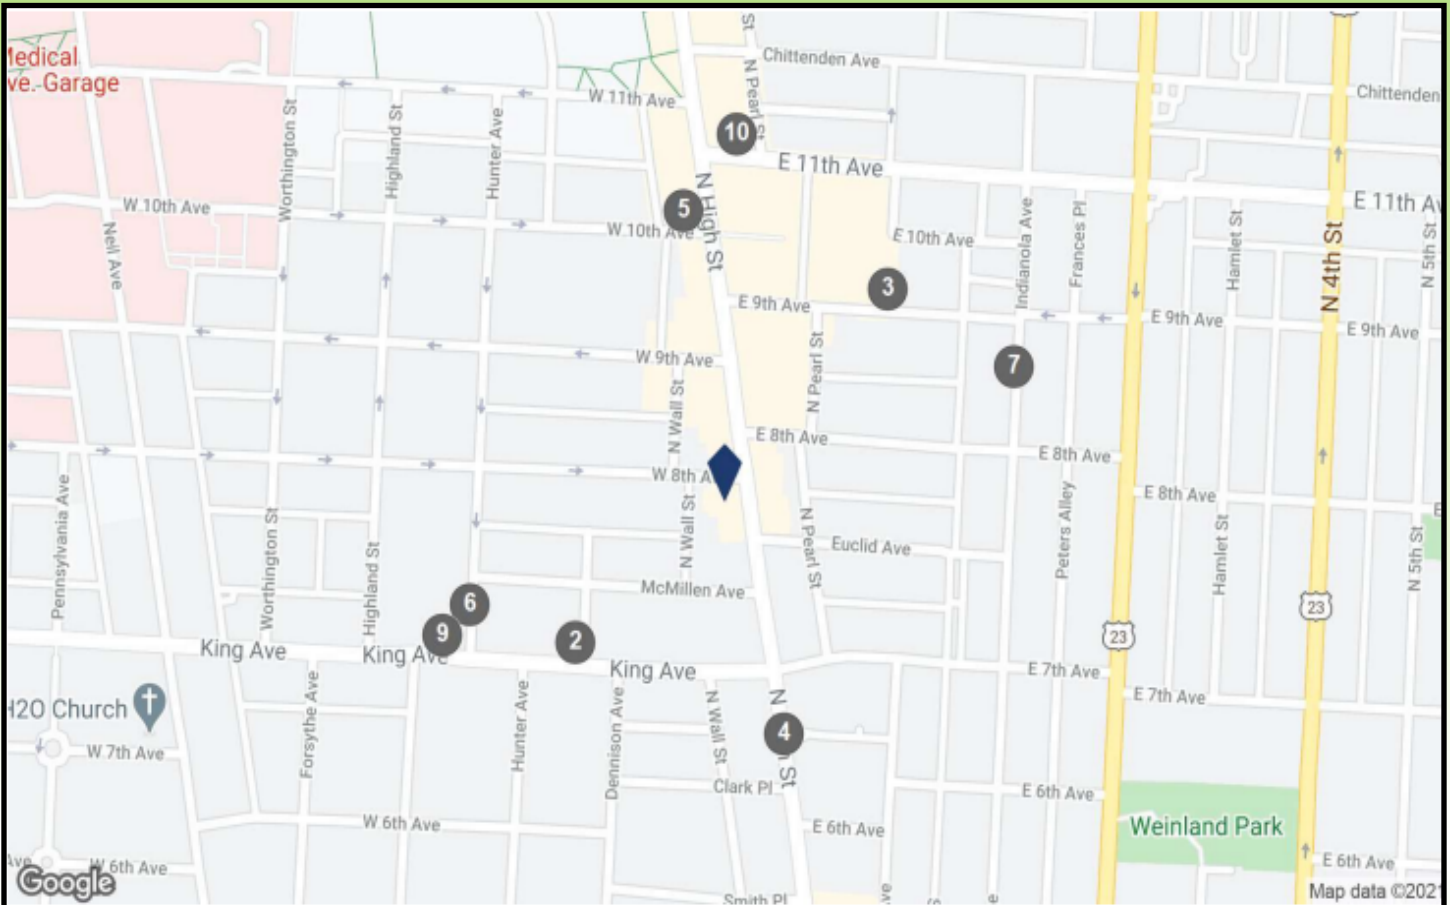 St
Chittenden Ave
Medical
ve. Garage
N Pearl St
W 11th Ave
Chittenden
10
E 11th Ave
Worthington St
Highland St
Hunter Ave
W 10th Ave
5
N High St
W 10th Ave
E 10th Ave
Indianola Ave
Frances Pl
Hamlet St
E 11th Av
N 4th St
N 5th St
Neil Ave
3
E 9th Ave
E 9th Ave
E 9th Ave
W 9th Ave
N Pearl St
7
N Wall St
E 8th Ave
E 8th Ave
W 8th A
E 8th Ave
E
Pennsylvania Ave
Worthington St
Highland St
N Wall St
N Pearl St
Euclid Ave
Peters Alley
Hamlet St
N 5th St
McMillen Ave
6
9
2
23
23
King Ave
King Ave
King Ave
E 7th Ave
E 7th Ave
H2O Church
Forsythe Ave
Hunter Ave
Dennison Ave
N Wall St
N
4
St
W 7th Ave
Clark Pl
E 6th Ave
W 6th Ave
E 6th Ave
Weinland Park
Ave
W 6th Ave
E 6th Ave
Google
Smith Pl
ve
S
e
Map data ©2021